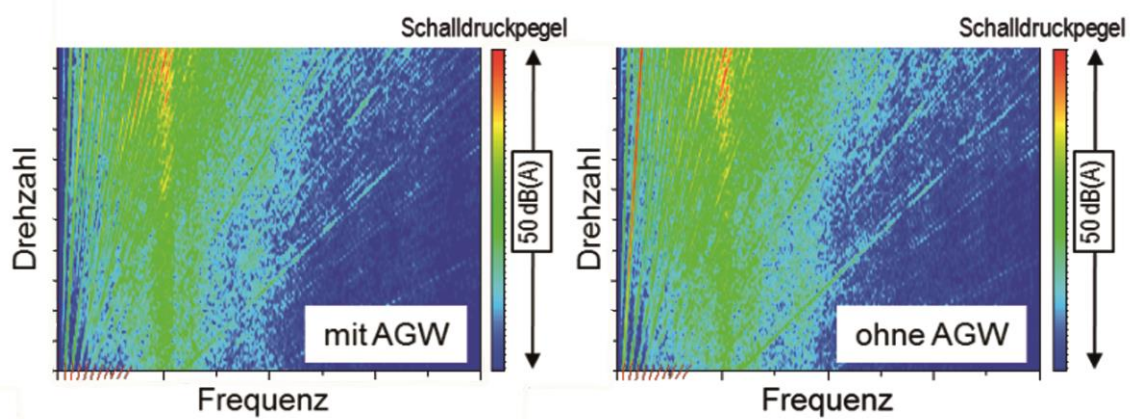 Schalldruckpegel
Drehzahl
50 dB(A)
mit AGW
Frequenz
Schalldruckpegel
Drehzahl
50 dB(A)
ohne AGW
Frequenz